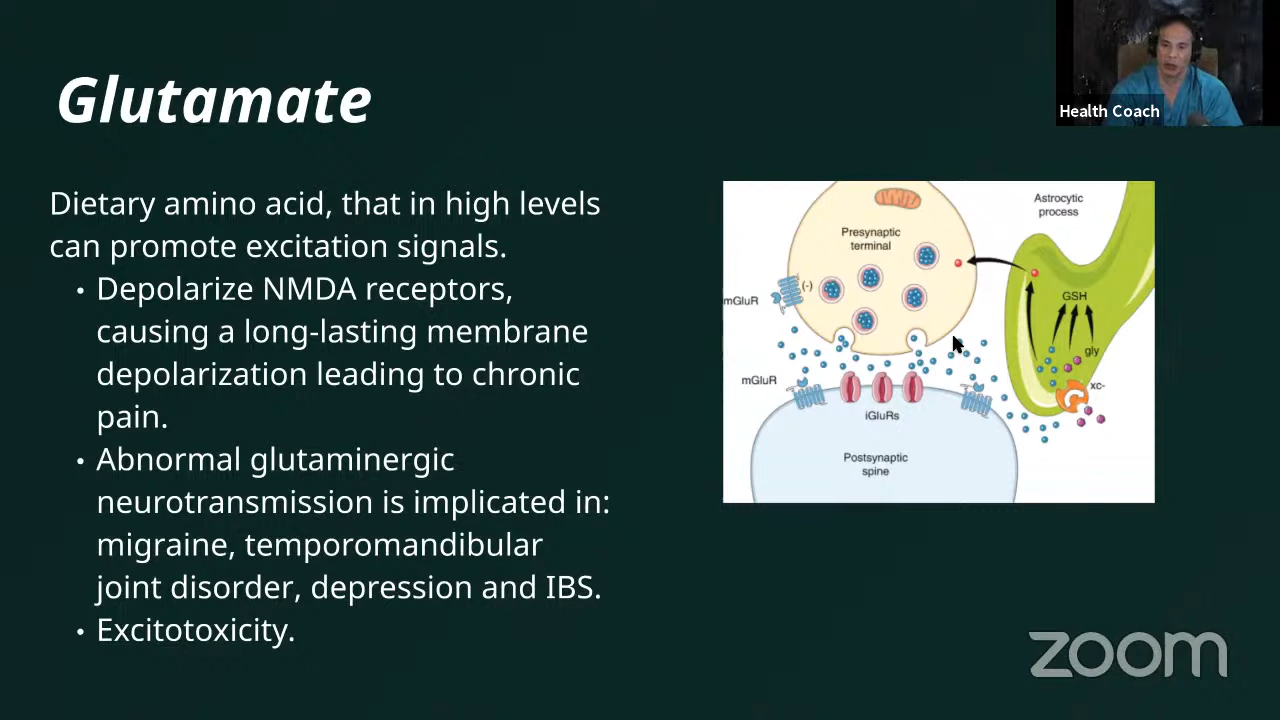 Glutamate
Health Coach
Dietary amino acid, that in high levels
can promote excitation signals.
• Depolarize NMDA receptors,
causing a long-lasting membrane
depolarization leading to chronic
pain.
• Abnormal glutaminergic
neurotransmission is implicated in:
migraine, temporomandibular
joint disorder, depression and IBS.
• Excitotoxicity.
Astrocytic
process
Presynaptic
terminal
(-)
mGluR
GSH
gly
mGluR
xc-
iGluRs
Postsynaptic
spine
zoom